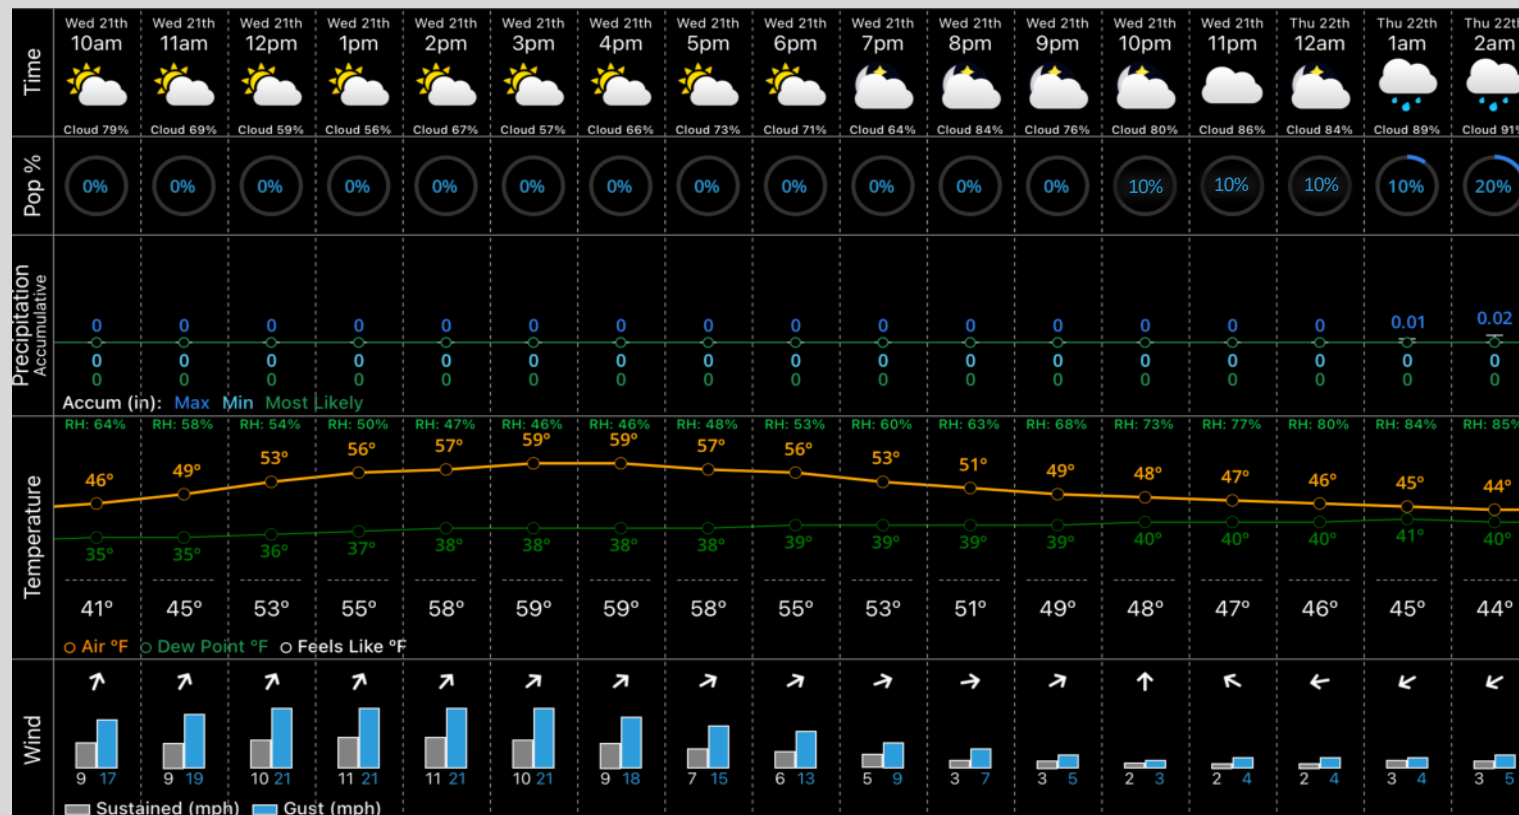 Time
Wed 21th Wed 21th Wed 21th Wed 21th Wed 21th Wed 21th Wed 21th Wed 21th Wed 21th Wed 21th Wed 21th Wed 21th Wed 21th Wed 21th Thu 22th Thu 22th Thu 22th
10am 11am 12pm 1pm 2pm 3pm 4pm 5pm 6pm 7pm 8pm 9pm 10pm 11pm 12am 1am 2am
Cloud 79% Cloud 69% Cloud 59% Cloud 56% Cloud 67% Cloud 57% Cloud 66% Cloud 73% Cloud 71% Cloud 64% Cloud 84% Cloud 76% Cloud 80% Cloud 86% Cloud 84% Cloud 89% Cloud 91%
Pop %
0% 0% 0% 0% 0% 0% 0% 0% 0% 0% 0% 0% 10% 10% 10% 10% 20%
Precipitation
Accumulative
0 0 0 0 0 0 0 0 0 0 0 0 0 0 0 0.01 0.02
0 0 0 0 0 0 0 0 0 0 0 0 0 0 0 0 0
0 0 0 0 0 0 0 0 0 0 0 0 0 0 0 0 0
Accum (in): Max Min Most Likely
Temperature
RH: 64% RH: 58% RH: 54% RH: 50% RH: 47% RH: 46% RH: 46% RH: 48% RH: 53% RH: 60% RH: 63% RH: 68% RH: 73% RH: 77% RH: 80% RH: 84% RH: 85%
46° 49° 53° 56° 57° 59° 59° 57° 56° 53° 51° 49° 48° 47° 46° 45° 44°
35° 35° 36° 37° 38° 38° 38° 38° 39° 39° 39° 39° 40° 40° 40° 41° 40°
41° 45° 53° 55° 58° 59° 59° 58° 55° 53° 51° 49° 48° 47° 46° 45° 44°
Air °F Dew Point °F Feels Like °F
Wind
9 17 9 19 10 21 11 21 11 21 10 21 9 18 7 15 6 13 5 9 3 7 3 5 2 3 2 4 2 4 3 4 3 5
Sustained (mph) Gust (mph)